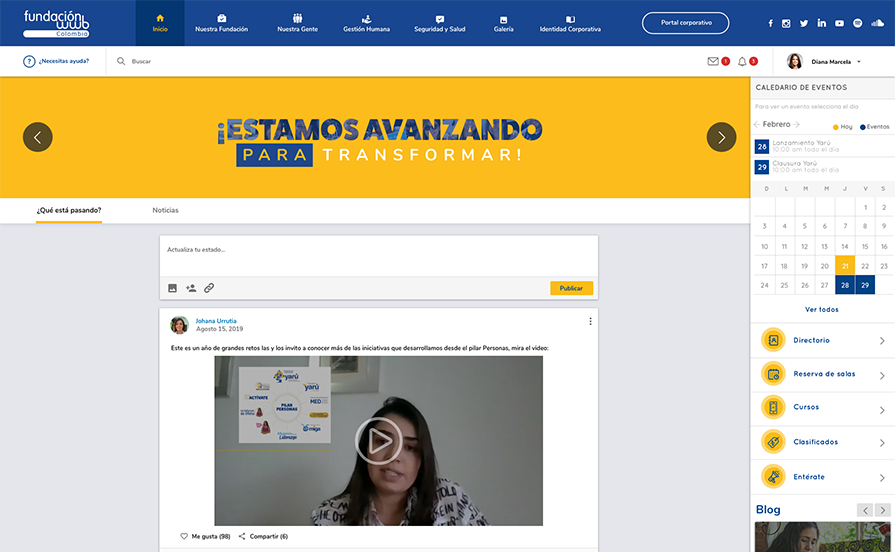 fundación
wwb
Colombia
Inicio
Nuestra Fundación
Nuestra Gente
Gestión Humana
Seguridad y Salud
Galería
Identidad Corporativa
Portal corporativo
¿Necesitas ayuda?
Buscar
1
3
Diana Marcela
¡ESTAMOS AVANZANDO
PARA TRANSFORMAR!
¿Qué está pasando?
Noticias
Actualiza tu estado...
Publicar
Johana Urrutia
Agosto 15, 2019
Este es un año de grandes retos las y los invito a conocer más de las iniciativas que desarrollamos desde el pilar Personas, mira el video:
yarú
ACTÍVATE
yarú
PILAR
PERSONAS
MED
Liderazgo
amiga
Me gusta (98)
Compartir (6)
CALEDARIO DE EVENTOS
Para ver un evento selecciona el día
Febrero
Hoy
Eventos
28 Lanzamiento Yarú
10:00 am todo el día
29 Clausura Yarú
10:00 am todo el día
D L M M J V S
1 2
3 4 5 6 7 8 9
10 11 12 13 14 15 16
17 18 19 20 21 22 23
24 25 26 27 28 29
Ver todos
Directorio
Reserva de salas
Cursos
Clasificados
Entérate
Blog